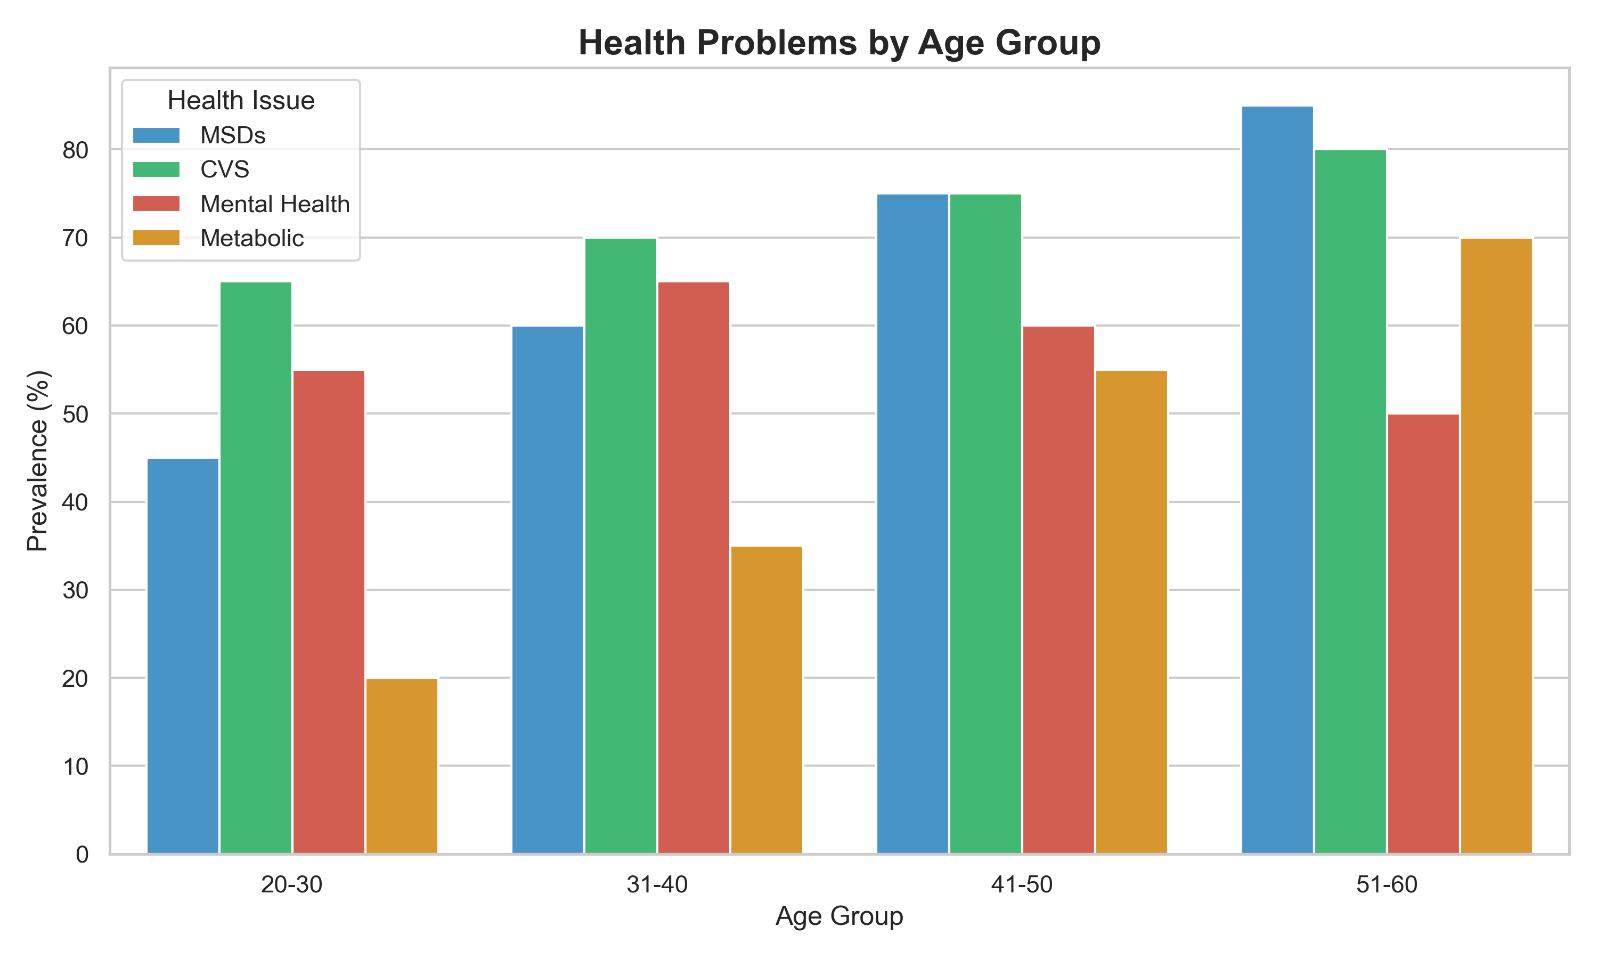 Health Problems by Age Group
Health Issue
MSDs
CVS
Mental Health
Metabolic
Prevalence (%)
80
70
60
50
40
30
20
10
0
20-30
31-40
41-50
51-60
Age Group